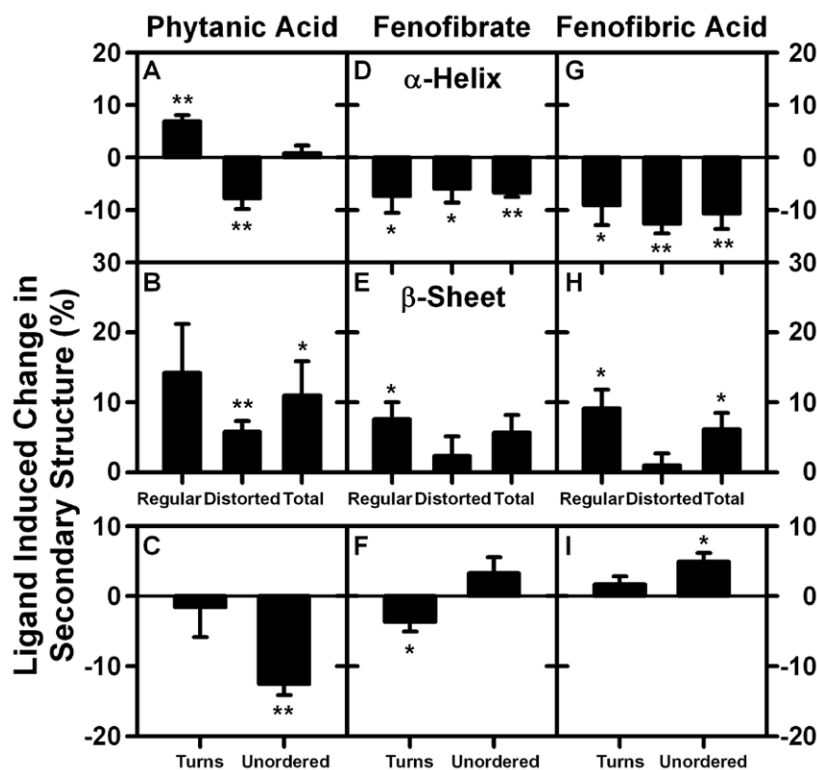 Phytanic Acid Fenofibrate Fenofibric Acid
20 20
A D G
α-Helix
10 10
**
0 0
-10 -10
** * * ** * ** **
30 30
B E H
β-Sheet
20 20
** * * * *
10 10
0 0
Regular Distorted Total Regular Distorted Total Regular Distorted Total
10 10
C F I
*
0 0
*
-10 -10
**
-20 -20
Turns Unordered Turns Unordered Turns Unordered
Ligand Induced Change in
Secondary Structure (%)